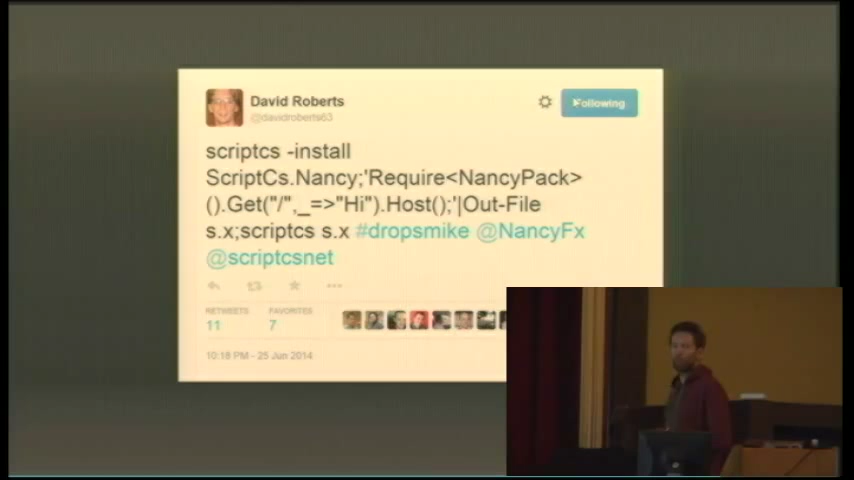 David Roberts
@davidroberts63
Following
scriptcs -install
ScriptCs.Nancy;'Require<NancyPack>
().Get("/",_=>"Hi").Host();'|Out-File
s.x;scriptcs s.x #dropsmike @NancyFx
@scriptcsnet
RETWEETS
FAVORITES
11
7
10:18 PM - 25 Jun 2014